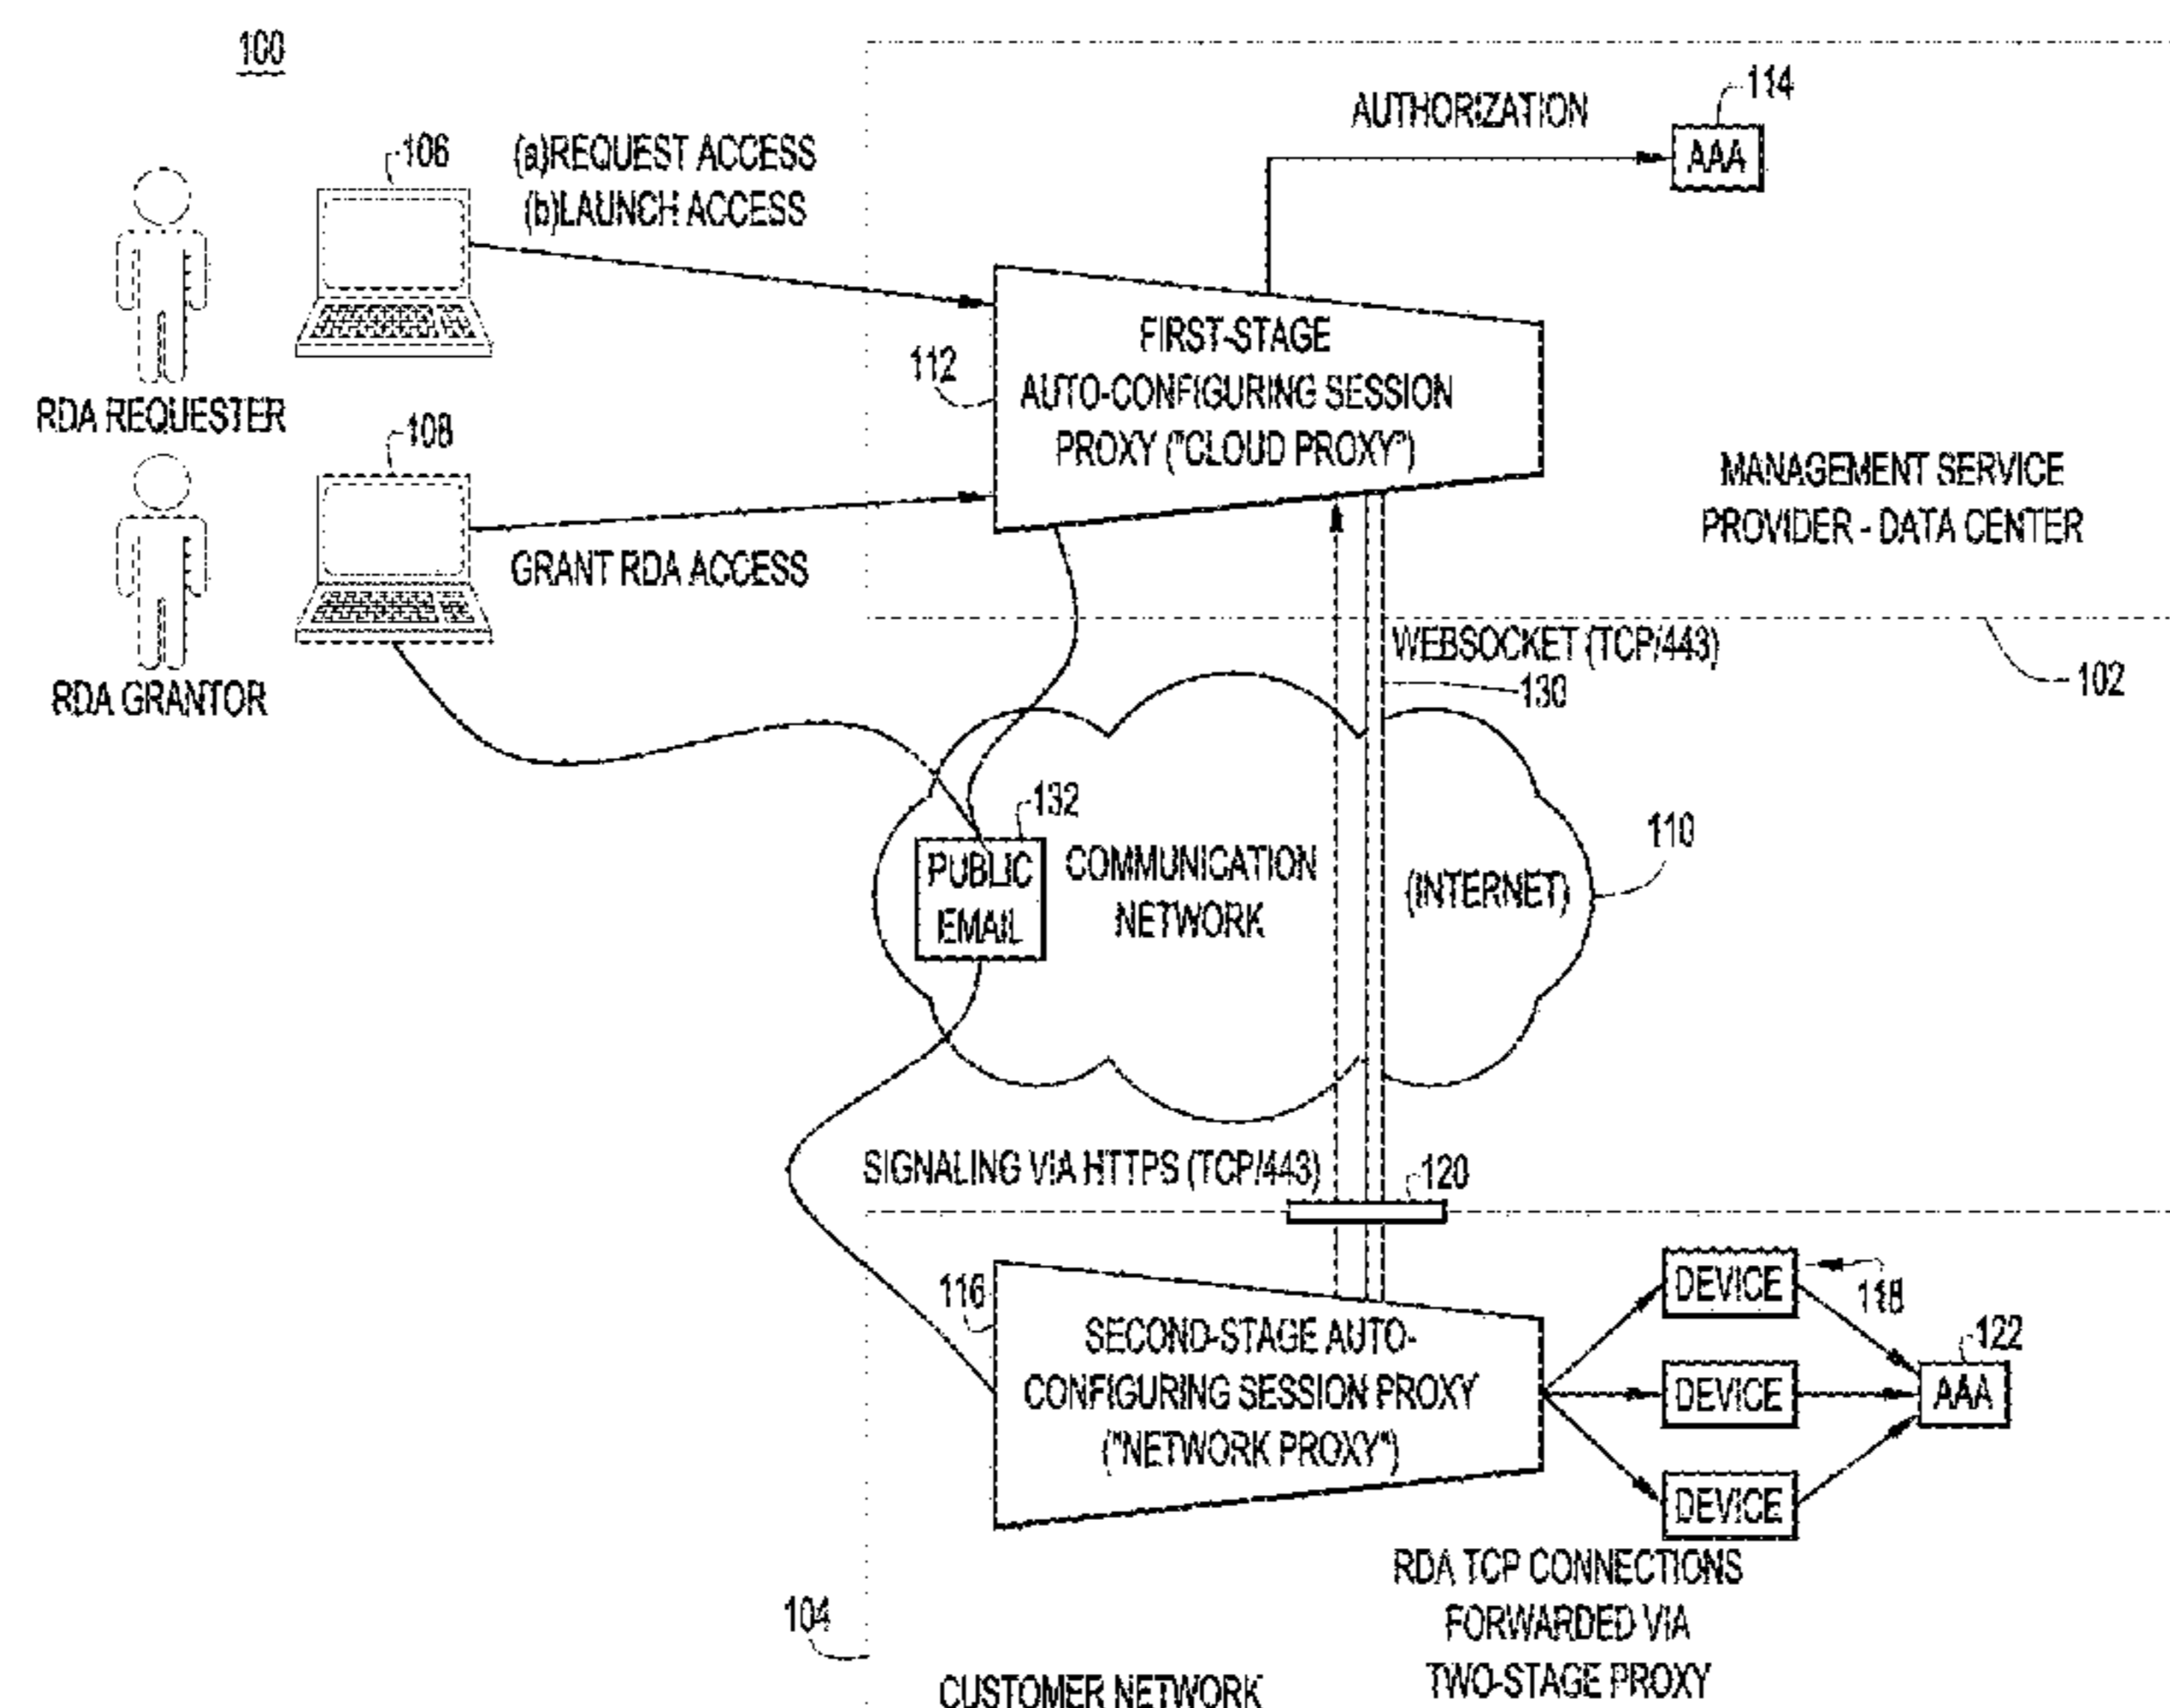 100
AUTHORIZATION
114
AAA
106
(a)REQUEST ACCESS
(b)LAUNCH ACCESS
RDA REQUESTER
112
FIRST-STAGE
AUTO-CONFIGURING SESSION
PROXY ("CLOUD PROXY")
108
MANAGEMENT SERVICE
PROVIDER - DATA CENTER
GRANT RDA ACCESS
RDA GRANTOR
WEBSOCKET (TCP/443)
130
102
132
PUBLIC
EMAIL
COMMUNICATION
NETWORK
(INTERNET)
110
SIGNALING VIA HTTPS (TCP/443)
120
116
SECOND-STAGE AUTO-
CONFIGURING SESSION PROXY
("NETWORK PROXY")
DEVICE
118
DEVICE
DEVICE
122
AAA
RDA TCP CONNECTIONS
FORWARDED VIA
TWO-STAGE PROXY
104
CUSTOMER NETWORK